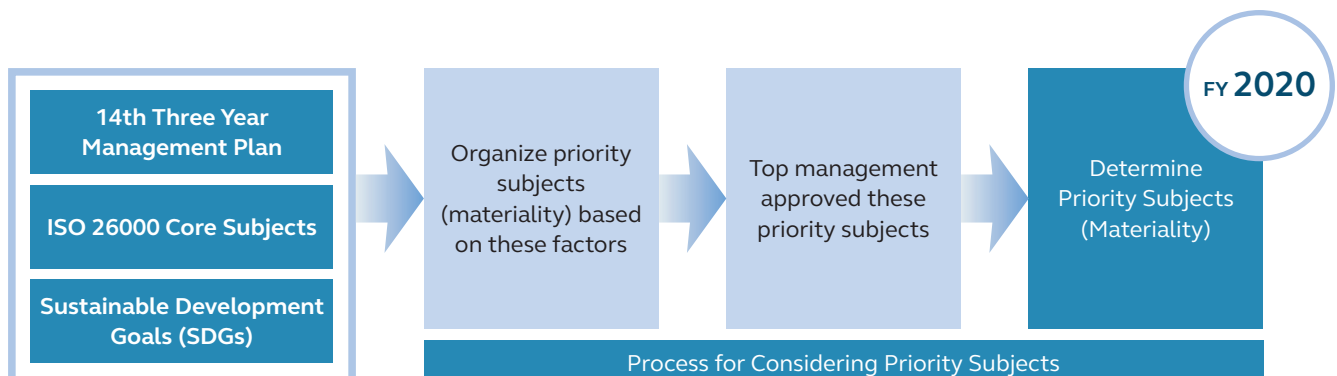 14th Three Year
Management Plan
ISO 26000 Core Subjects
Sustainable Development
Goals (SDGs)
Organize priority
subjects
(materiality) based
on these factors
Top management
approved these
priority subjects
FY 2020
Determine
Priority Subjects
(Materiality)
Process for Considering Priority Subjects